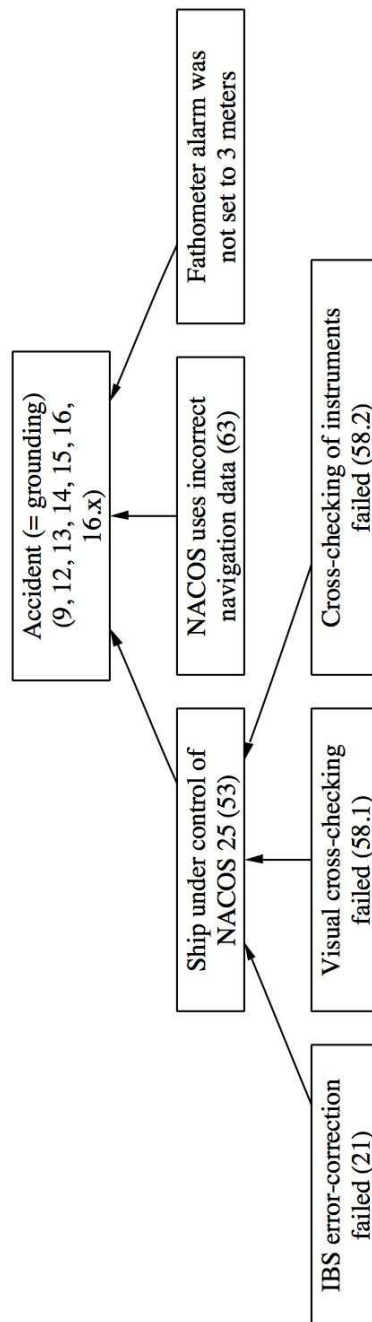 Accident (= grounding)
(9, 12, 13, 14, 15, 16,
16.x)
Ship under control of
NACOS 25 (53)
NACOS uses incorrect
navigation data (63)
Fathometer alarm was
not set to 3 meters
IBS error-correction
failed (21)
Visual cross-checking
failed (58.1)
Cross-checking of instruments
failed (58.2)